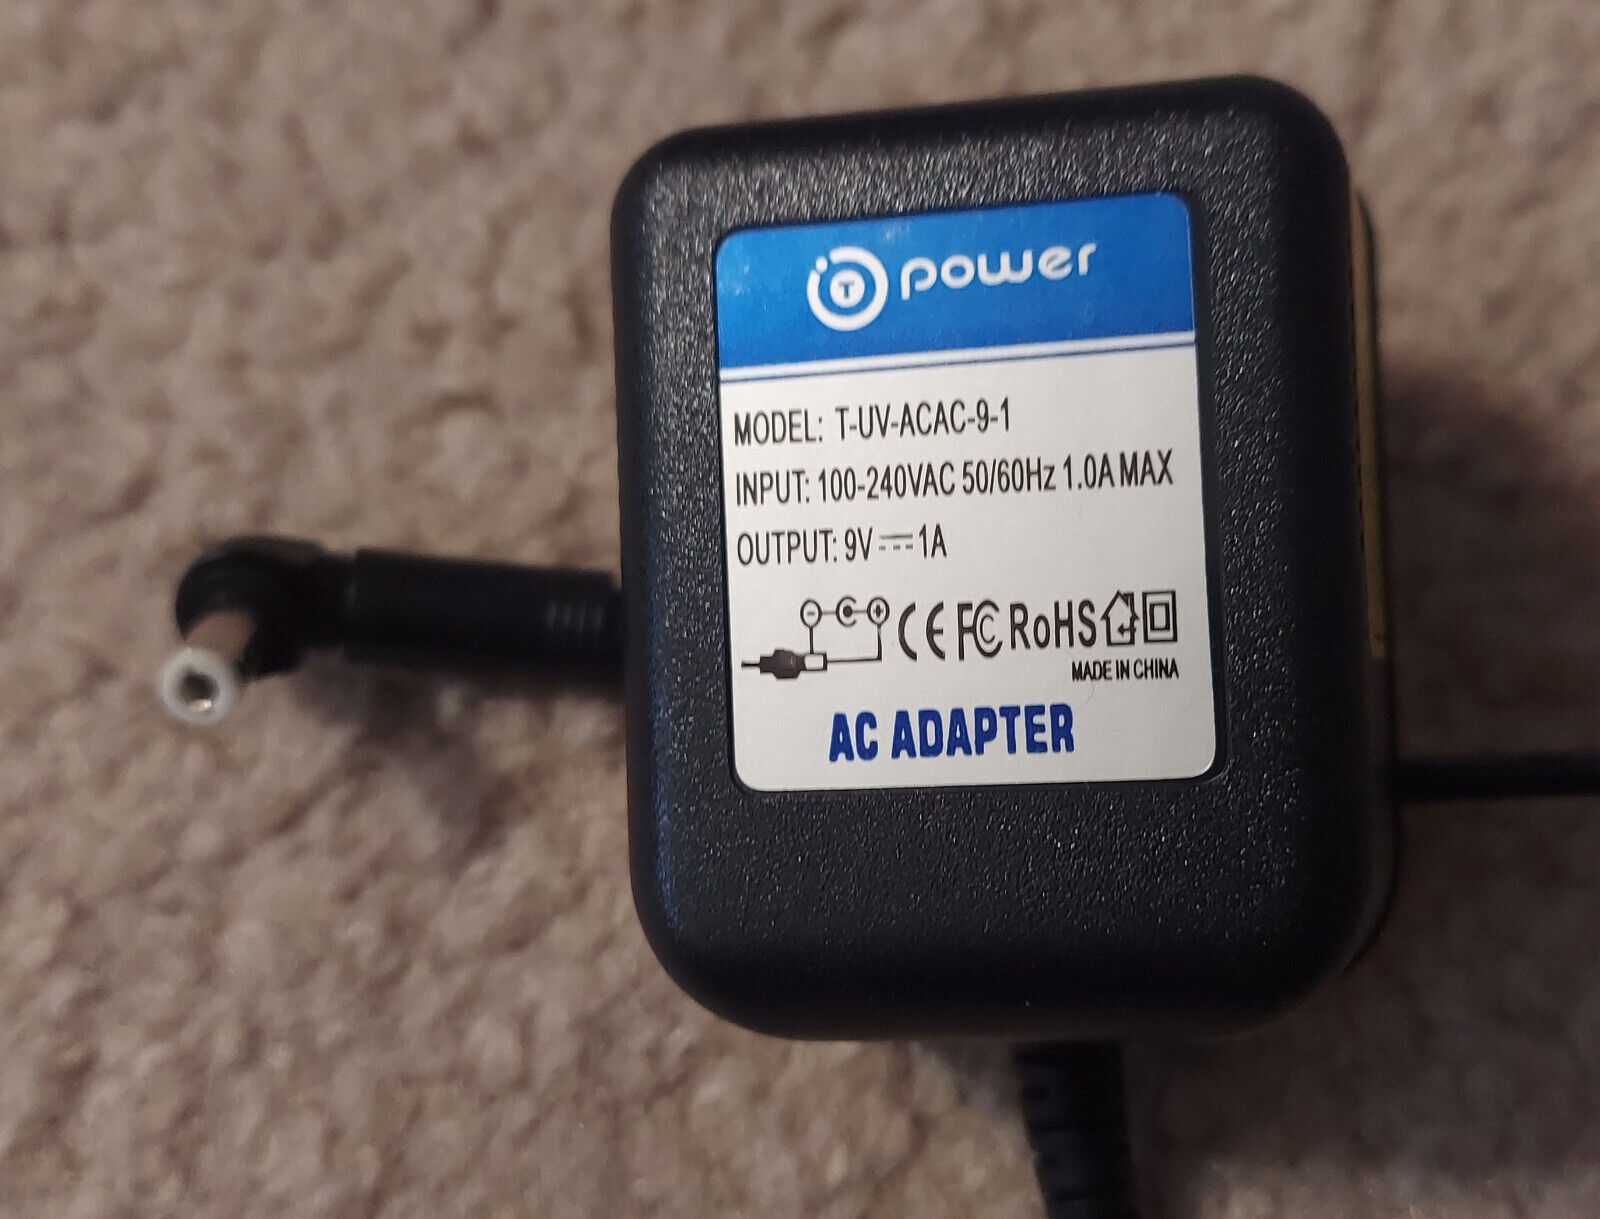 T power
MODEL: T-UV-ACAC-9-1
INPUT: 100-240VAC 50/60Hz 1.0A MAX
OUTPUT: 9V⎓1A
CE FC RoHS
MADE IN CHINA
AC ADAPTER